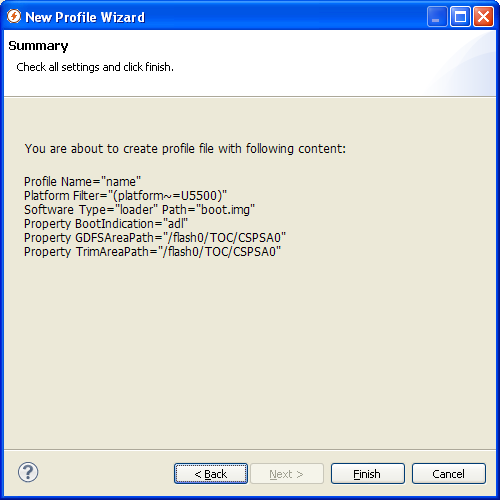 New Profile Wizard
Summary
Check all settings and click finish.
You are about to create profile file with following content:
Profile Name="name"
Platform Filter="(platform~=U5500)"
Software Type="loader" Path="boot.img"
Property BootIndication="adl"
Property GDFSAreaPath="/flash0/TOC/CSPSA0"
Property TrimAreaPath="/flash0/TOC/CSPSA0"
?
< Back Next > Finish Cancel